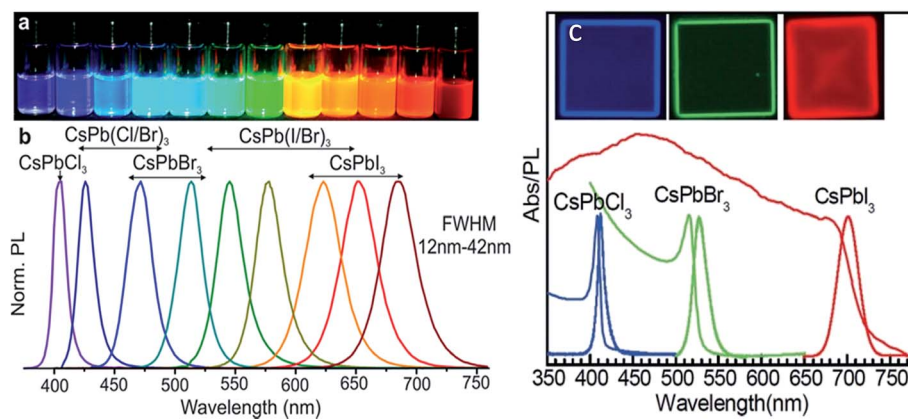 a
b
CsPb(Cl/Br)₃
CsPb(I/Br)₃
CsPbCl₃
CsPbBr₃
CsPbI₃
FWHM
12nm-42nm
Norm. PL
400 450 500 550 600 650 700 750
Wavelength (nm)
C
Abs/PL
CsPbCl₃
CsPbBr₃
CsPbI₃
350 400 450 500 550 600 650 700 750
Wavelength(nm)